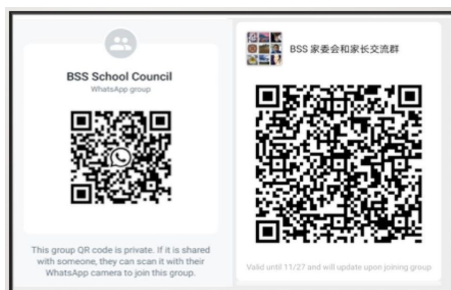 BSS School Council
WhatsApp group
This group QR code is private. If it is shared
with someone, they can scan it with their
WhatsApp camera to join this group.
BSS 家委会和家长交流群
Valid until 11/27 and will update upon joining group